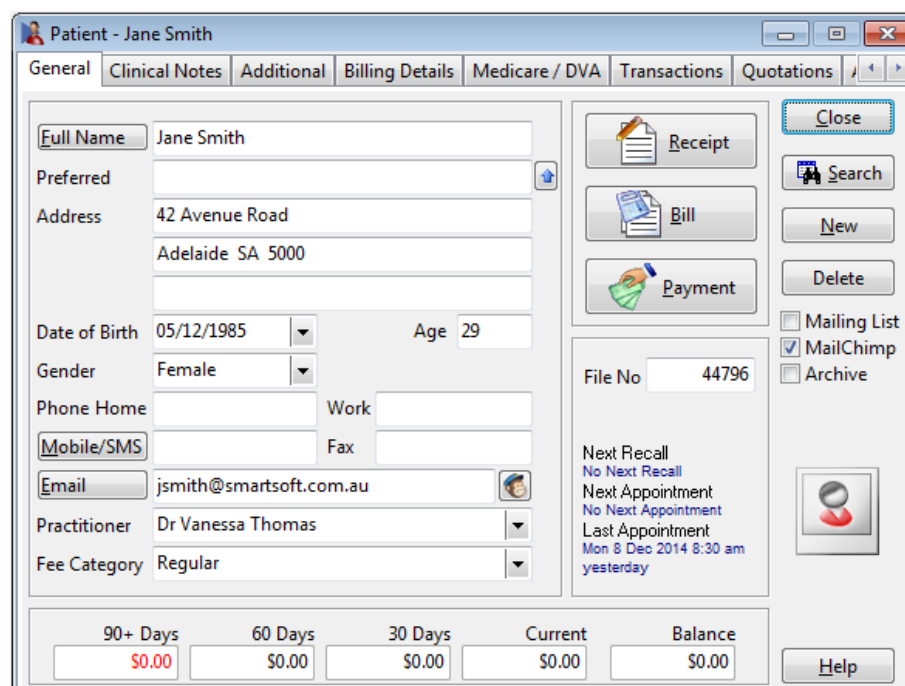 Patient - Jane Smith
General Clinical Notes Additional Billing Details Medicare / DVA Transactions Quotations
Full Name Jane Smith
Preferred
Address 42 Avenue Road
Adelaide SA 5000
Date of Birth 05/12/1985 Age 29
Gender Female
Phone Home Work
Mobile/SMS Fax
Email jsmith@smartsoft.com.au
Practitioner Dr Vanessa Thomas
Fee Category Regular
Receipt
Bill
Payment
File No 44796
Next Recall
No Next Recall
Next Appointment
No Next Appointment
Last Appointment
Mon 8 Dec 2014 8:30 am
yesterday
Close
Search
New
Delete
Mailing List
MailChimp
Archive
90+ Days 60 Days 30 Days Current Balance
$0.00 $0.00 $0.00 $0.00 $0.00
Help